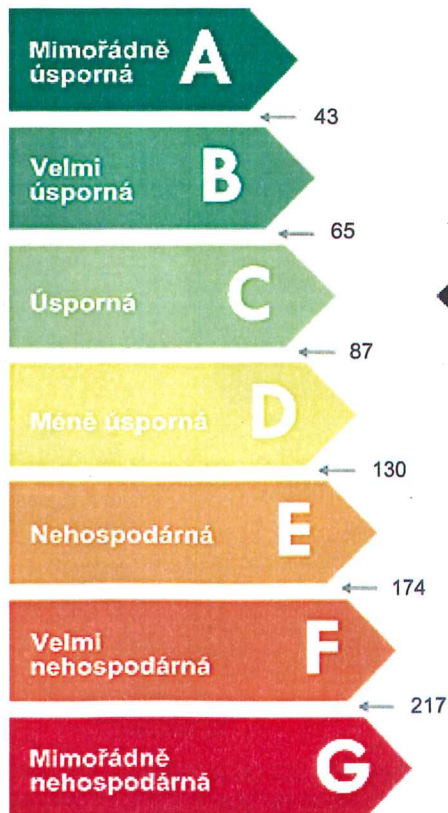 Mimořádně
úsporná
A
43
Velmi
úsporná
B
65
Úsporná
C
87
Méně úsporná
D
130
Nehospodárná
E
174
Velmi
nehospodárná
F
217
Mimořádně
nehospodárná
G